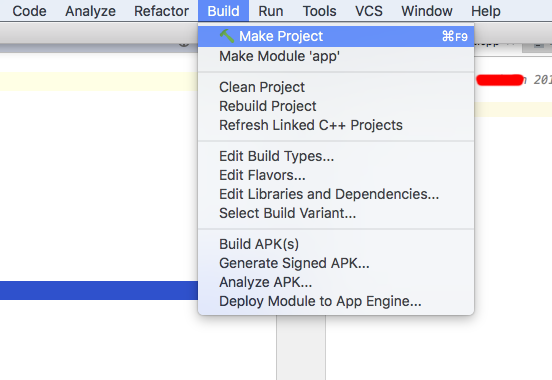 Code Analyze Refactor Build Run Tools VCS Window Help
Make Project ⌘F9
Make Module 'app'
Clean Project
Rebuild Project
Refresh Linked C++ Projects
Edit Build Types...
Edit Flavors...
Edit Libraries and Dependencies...
Select Build Variant...
Build APK(s)
Generate Signed APK...
Analyze APK...
Deploy Module to App Engine...